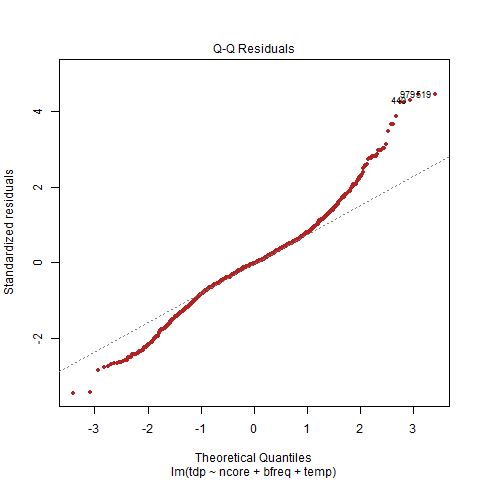 Q-Q Residuals
Standardized residuals
4
2
0
-2
-3
-2
-1
0
1
2
3
Theoretical Quantiles
lm(tdp ~ ncore + bfreq + temp)